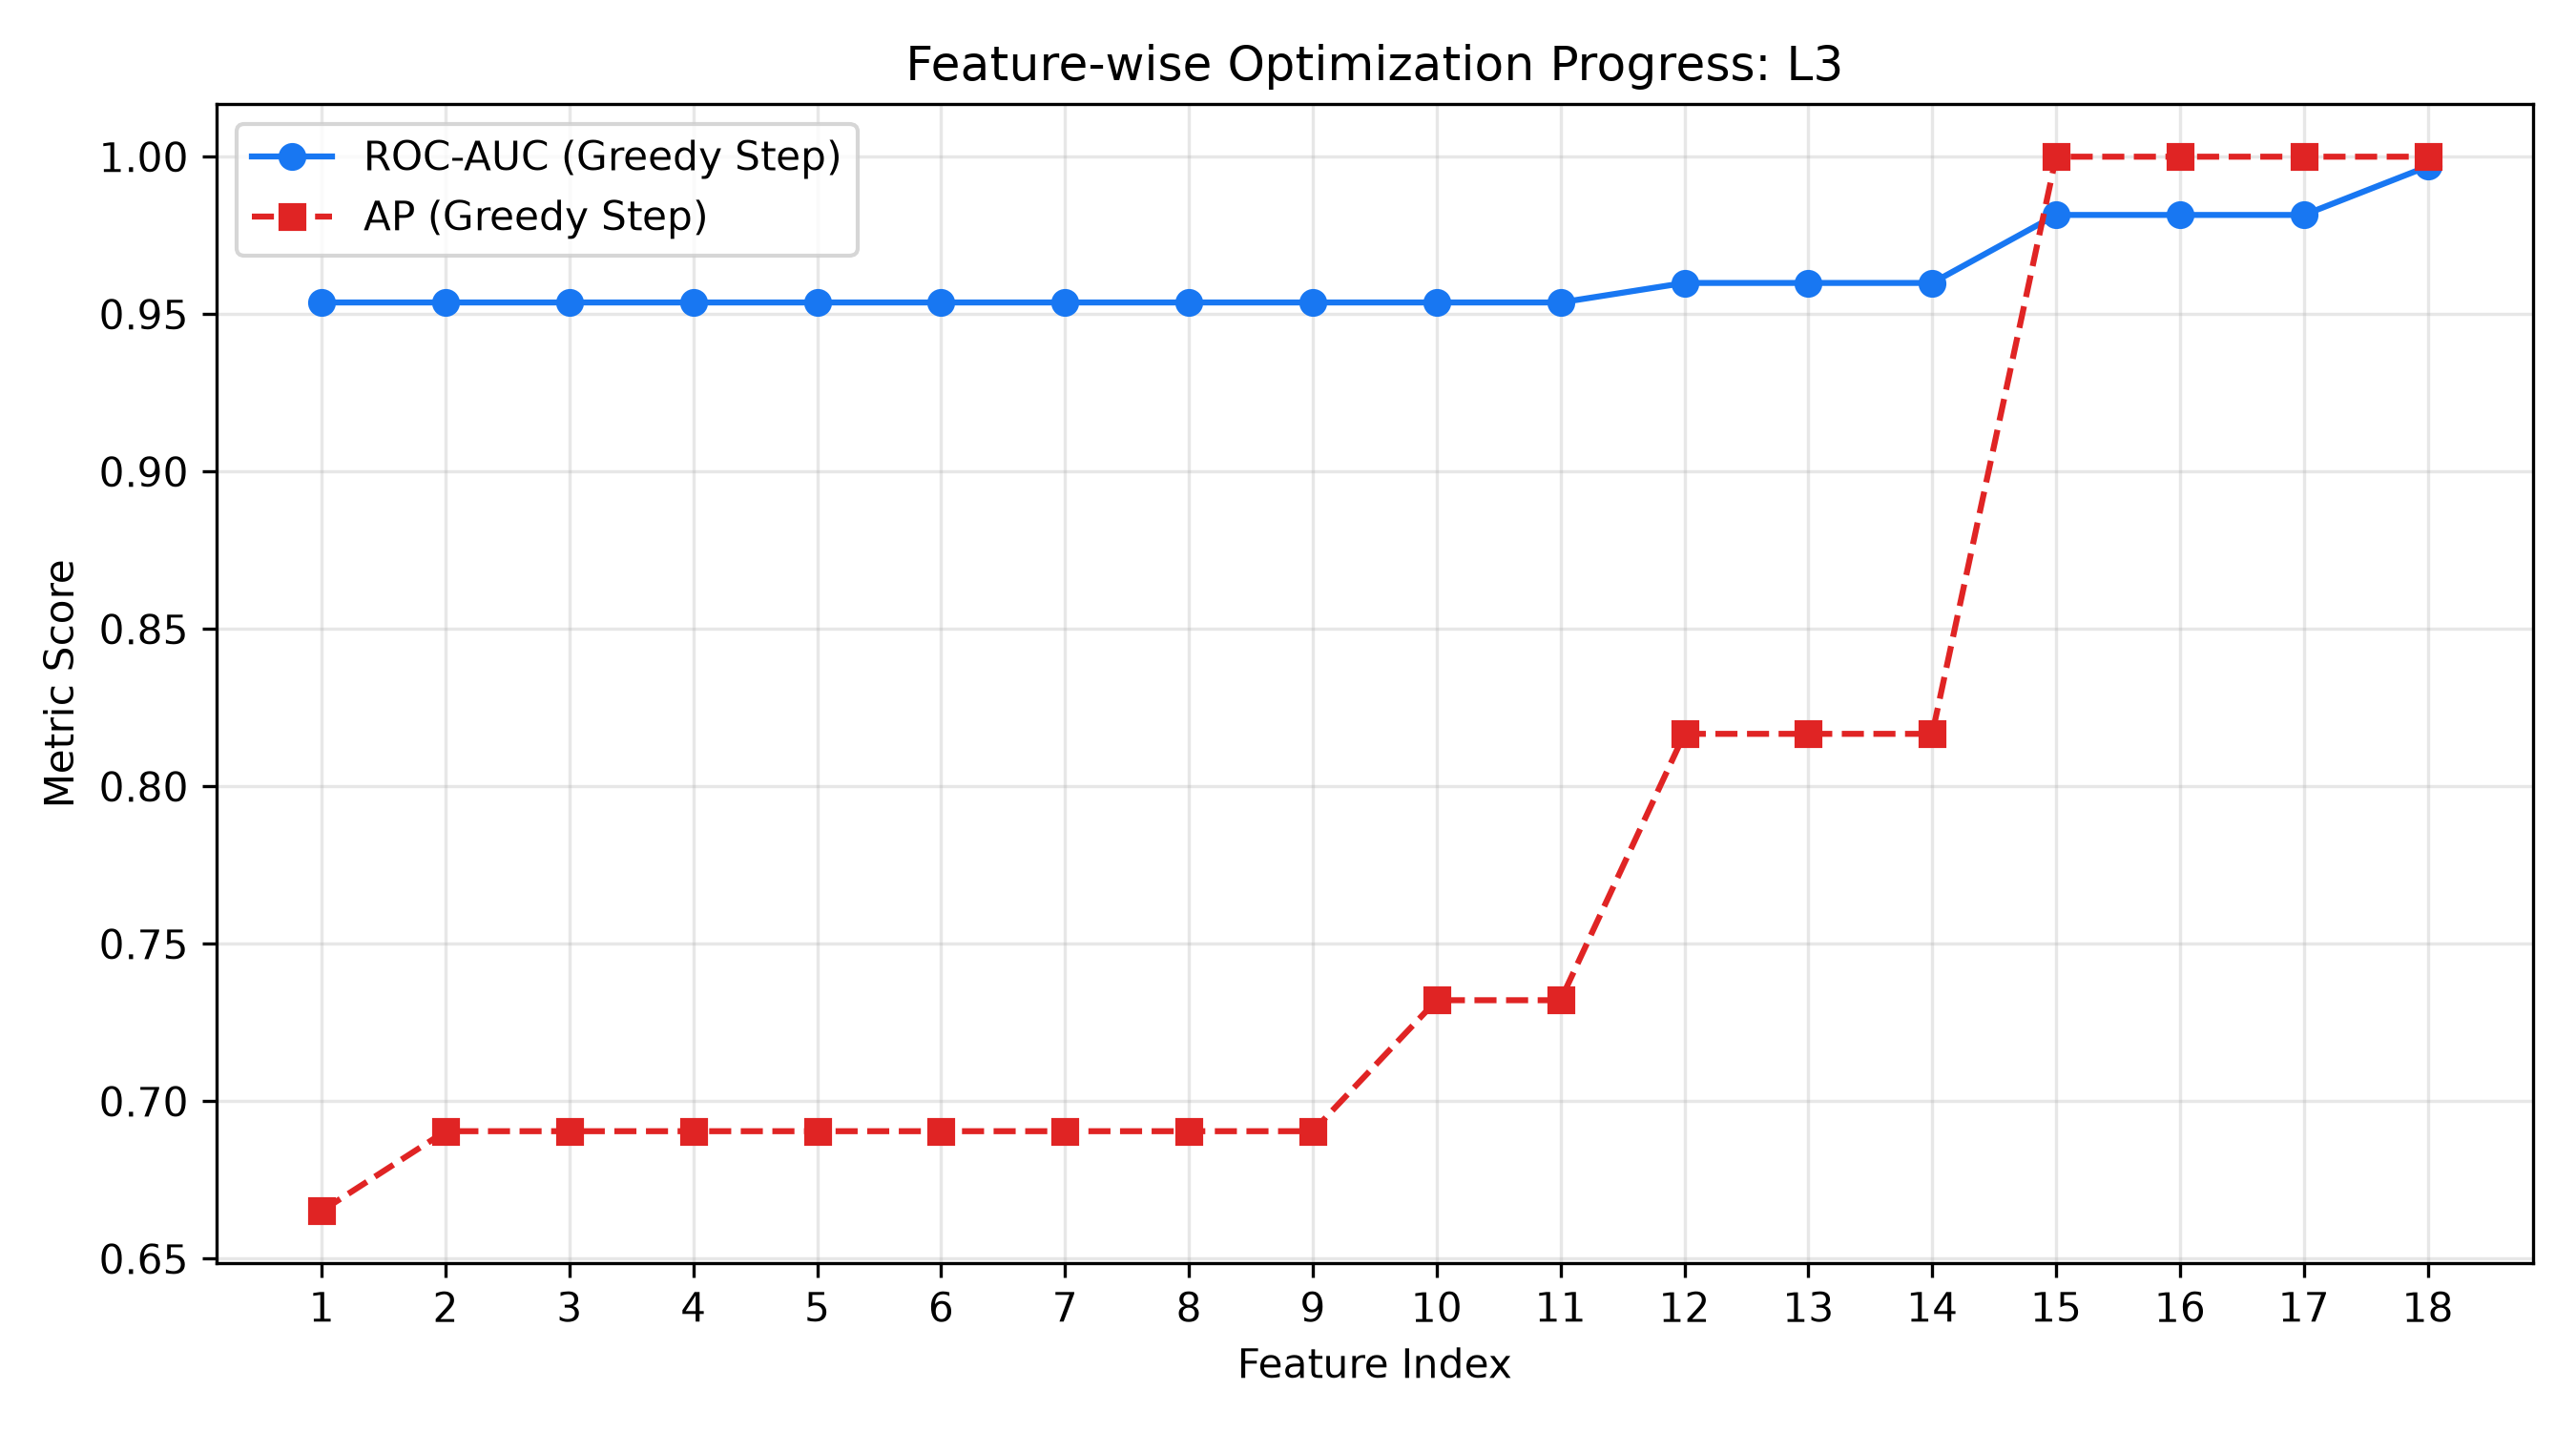 Feature-wise Optimization Progress: L3
ROC-AUC (Greedy Step)
AP (Greedy Step)
1.00
0.95
0.90
0.85
0.80
0.75
0.70
0.65
Metric Score
1 2 3 4 5 6 7 8 9 10 11 12 13 14 15 16 17 18
Feature Index